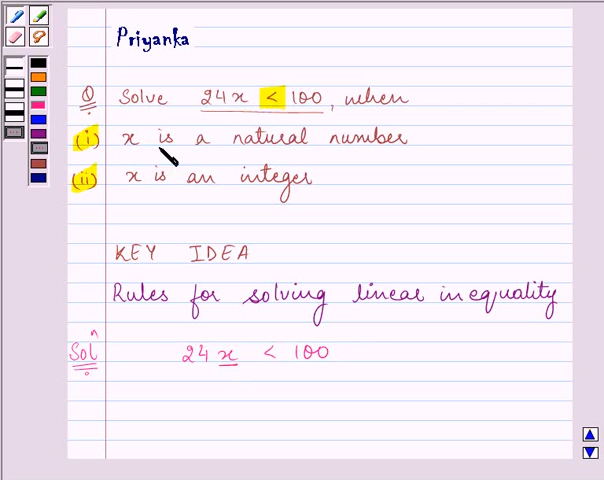 Priyanka
Q Solve 24x < 100, when
(i) x is a natural number
(ii) x is an integer
KEY IDEA
Rules for solving linear inequality
Solⁿ 24x < 100